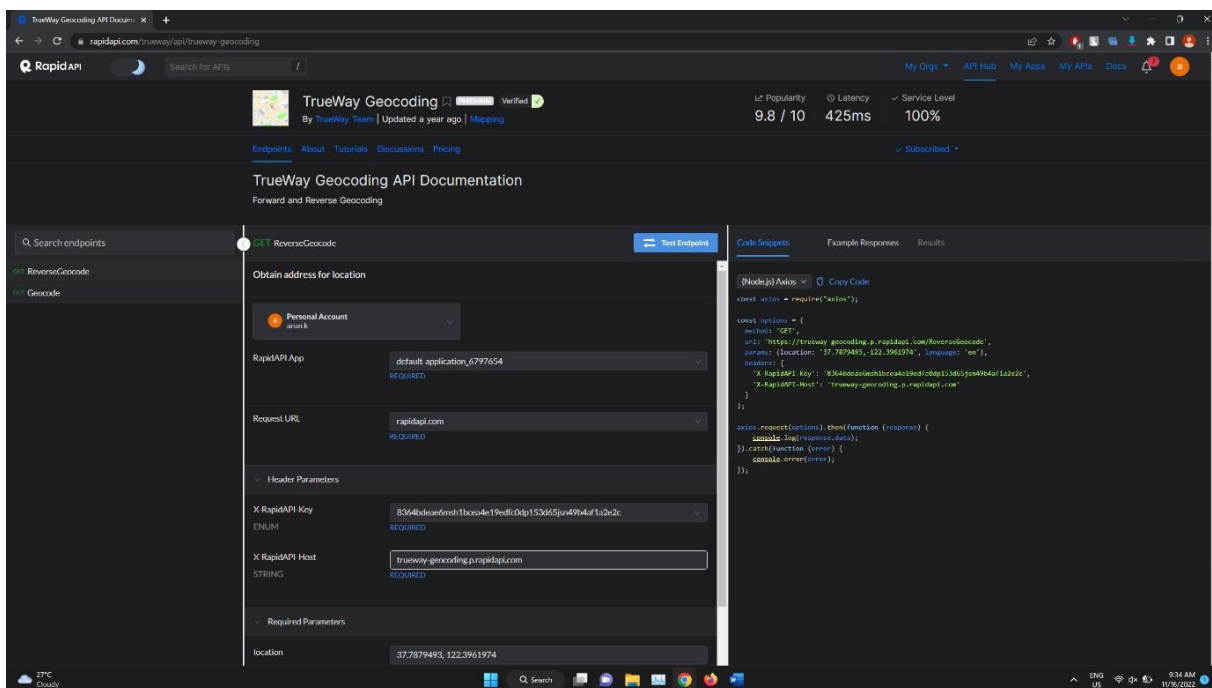 TrueWay Geocoding API Docume
rapidapi.com/trueway/api/trueway-geocoding
Rapid API
Search for APIs
/
My Orgs
API Hub
My Apps
My APIs
Docs
a
TrueWay Geocoding PREMIUM Verified
By TrueWay Team | Updated a year ago | Mapping
Popularity
9.8 / 10
Latency
425ms
Service Level
100%
Endpoints About Tutorials Discussions Pricing
Subscribed
TrueWay Geocoding API Documentation
Forward and Reverse Geocoding
Search endpoints
GET ReverseGeocode
GET Geocode
GET ReverseGeocode
Test Endpoint
Obtain address for location
Personal Account
arun k
RapidAPI App
default-application_6797654
REQUIRED
Request URL
rapidapi.com
REQUIRED
Header Parameters
X-RapidAPI-Key
ENUM
REQUIRED
X-RapidAPI-Host
STRING
trueway-geocoding.p.rapidapi.com
REQUIRED
Required Parameters
location
37.7879493,-122.3961974
Code Snippets
Example Responses
Results
(Node.js) Axios
Copy Code
const axios = require("axios");
const options = {
method: 'GET',
url: 'https://trueway-geocoding.p.rapidapi.com/ReverseGeocode',
params: {location: '37.7879493,-122.3961974', language: 'en'},
headers: {
'X-RapidAPI-Key':
'X-RapidAPI-Host': 'trueway-geocoding.p.rapidapi.com'
}
};
axios.request(options).then(function (response) {
console.log(response.data);
}).catch(function (error) {
console.error(error);
});
27°C
Cloudy
Search
ENG
US
9:34 AM
11/16/2022